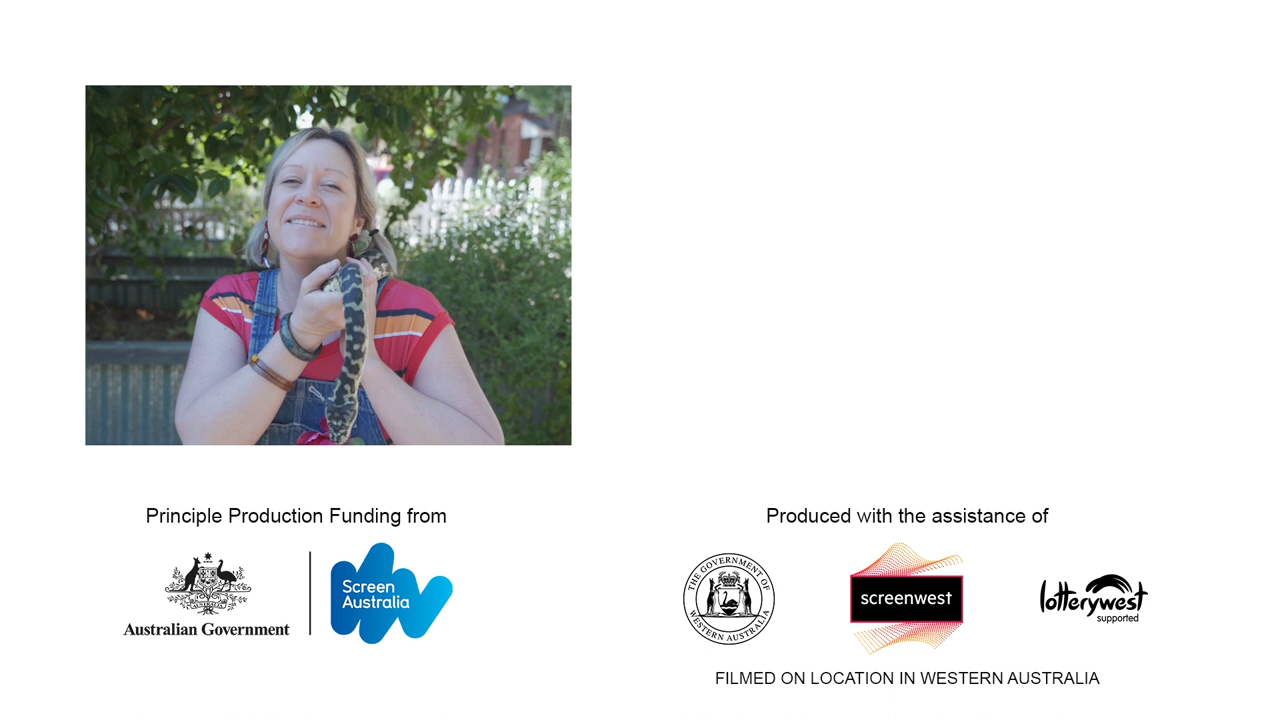 Principle Production Funding from
Produced with the assistance of
Australian Government
Screen
Australia
THE GOVERNMENT OF
WESTERN AUSTRALIA
screenwest
lotterywest
supported
FILMED ON LOCATION IN WESTERN AUSTRALIA